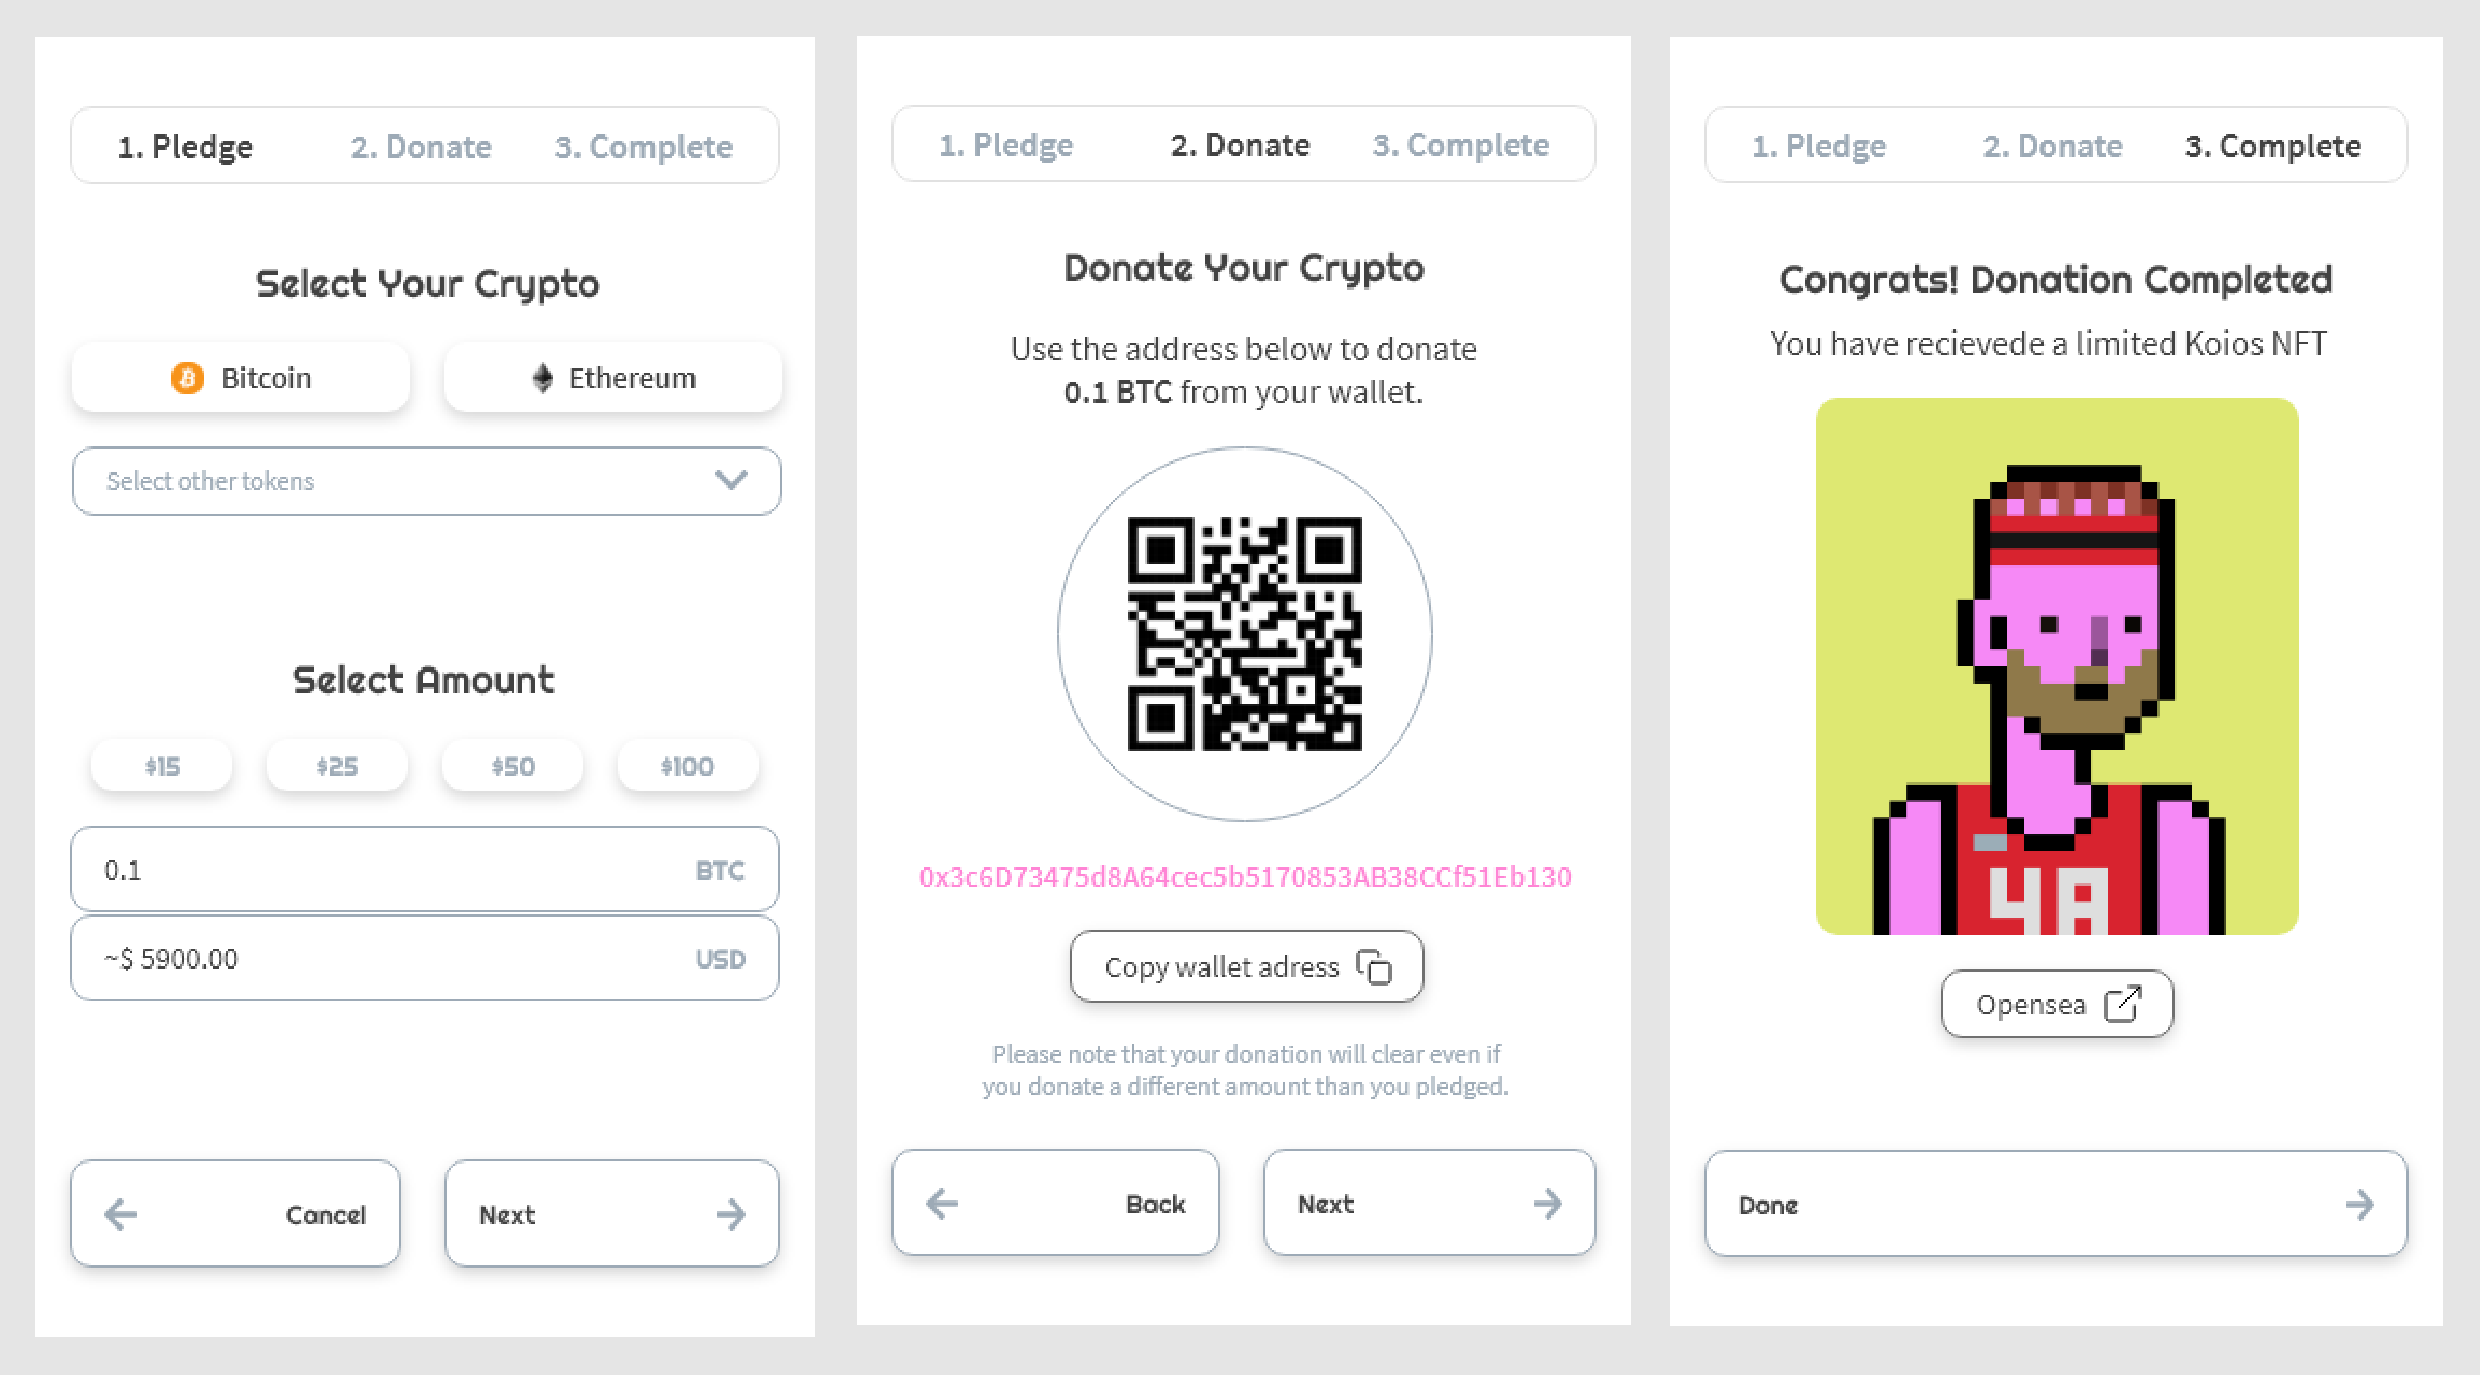 1. Pledge 2. Donate 3. Complete
Select Your Crypto
Bitcoin Ethereum
Select other tokens
Select Amount
$15 $25 $50 $100
0.1 BTC
~$ 5900.00 USD
Cancel Next
1. Pledge 2. Donate 3. Complete
Donate Your Crypto
Use the address below to donate
0.1 BTC from your wallet.
0x3c6D73475d8A64cec5b5170853AB38CCf51Eb130
Copy wallet adress
Please note that your donation will clear even if
you donate a different amount than you pledged.
Back Next
1. Pledge 2. Donate 3. Complete
Congrats! Donation Completed
You have recievede a limited Koios NFT
48
Opensea
Done